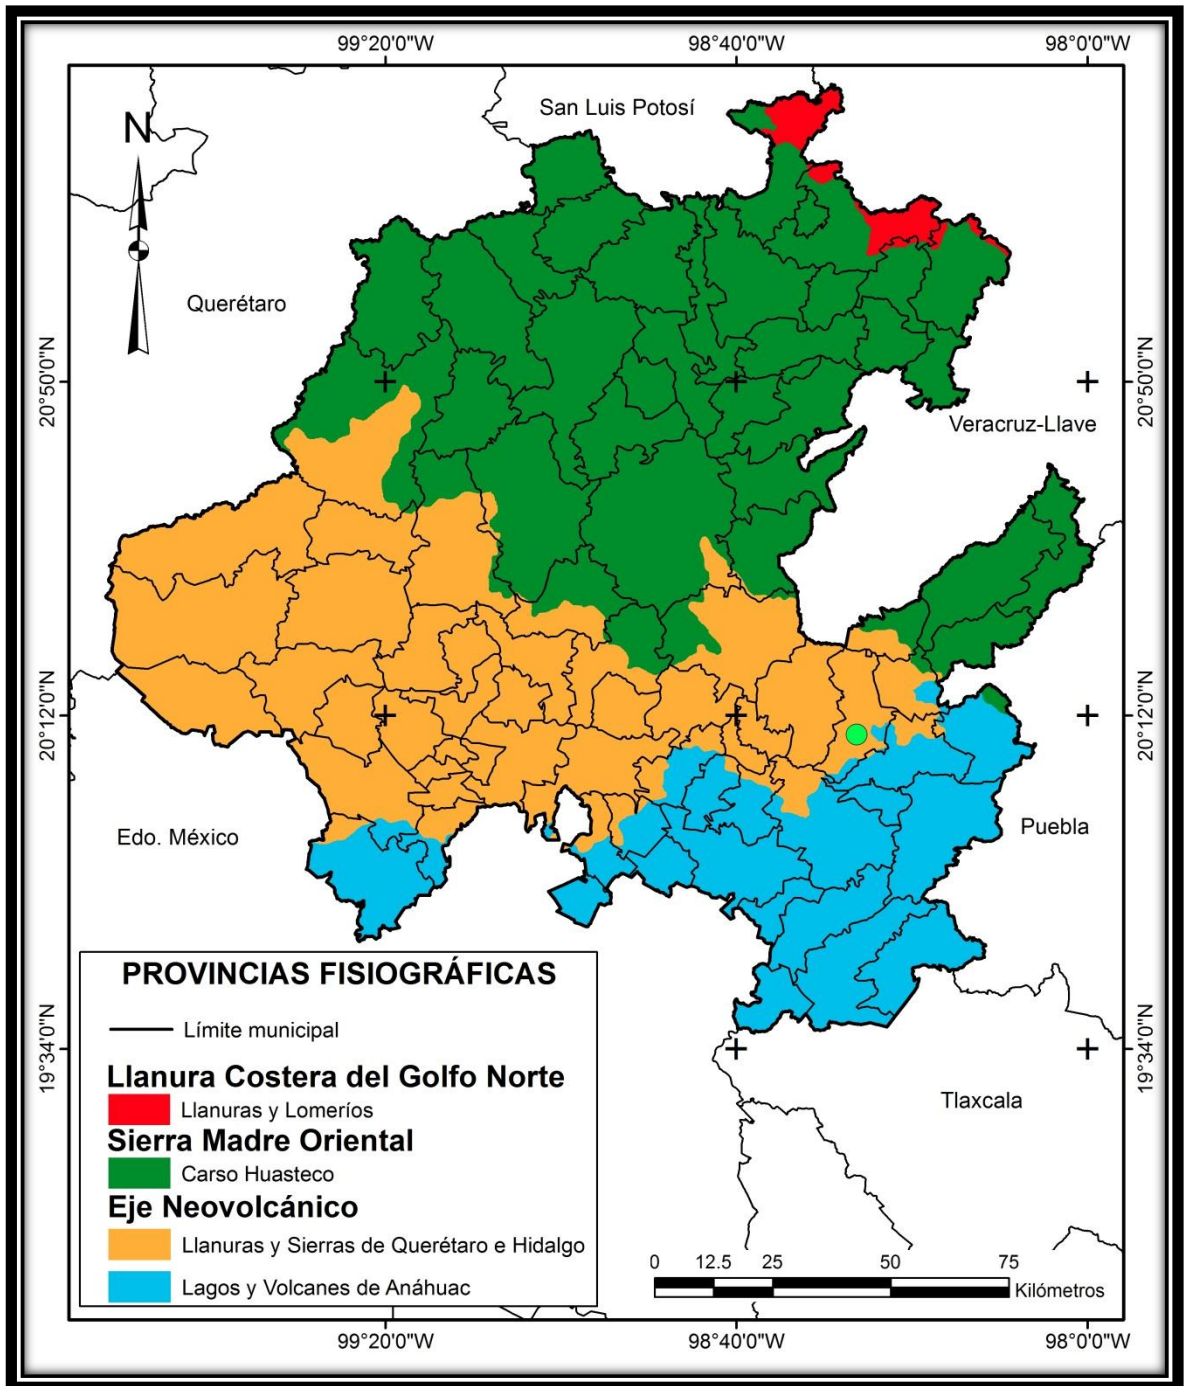 99°20'0"W
98°40'0"W
98°0'0"W
San Luis Potosí
N
Querétaro
20°50'0"N
20°50'0"N
Veracruz-Llave
20°12'0"N
20°12'0"N
Edo. México
Puebla
PROVINCIAS FISIOGRÁFICAS
Límite municipal
19°34'0"N
19°34'0"N
Llanura Costera del Golfo Norte
Llanuras y Lomeríos
Tlaxcala
Sierra Madre Oriental
Carso Huasteco
Eje Neovolcánico
Llanuras y Sierras de Querétaro e Hidalgo
Lagos y Volcanes de Anáhuac
0 12.5 25 50 75
Kilómetros
99°20'0"W
98°40'0"W
98°0'0"W